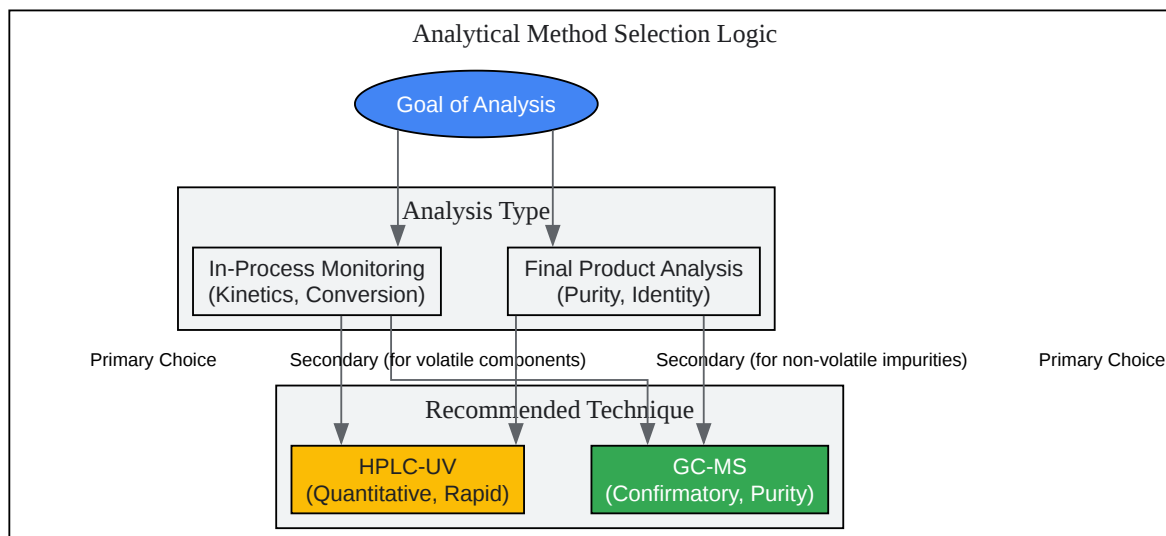 Analytical Method Selection Logic
Goal of Analysis
Analysis Type
In-Process Monitoring
(Kinetics, Conversion)
Final Product Analysis
(Purity, Identity)
Primary Choice
Secondary (for volatile components)
Secondary (for non-volatile impurities)
Primary Choice
Recommended Technique
HPLC-UV
(Quantitative, Rapid)
GC-MS
(Confirmatory, Purity)